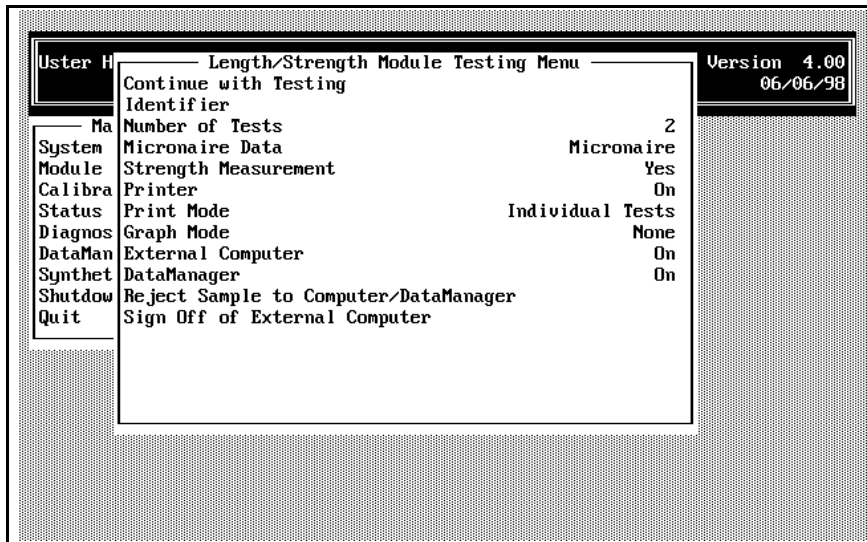 Uster H
Version 4.00
06/06/98
Length/Strength Module Testing Menu
Continue with Testing
Identifier
Number of Tests 2
Micronaire Data Micronaire
Strength Measurement Yes
Printer On
Print Mode Individual Tests
Graph Mode None
External Computer On
DataManager On
Reject Sample to Computer/DataManager
Sign Off of External Computer
Ma
System
Module
Calibra
Status
Diagnos
DataMan
Synthet
Shutdow
Quit